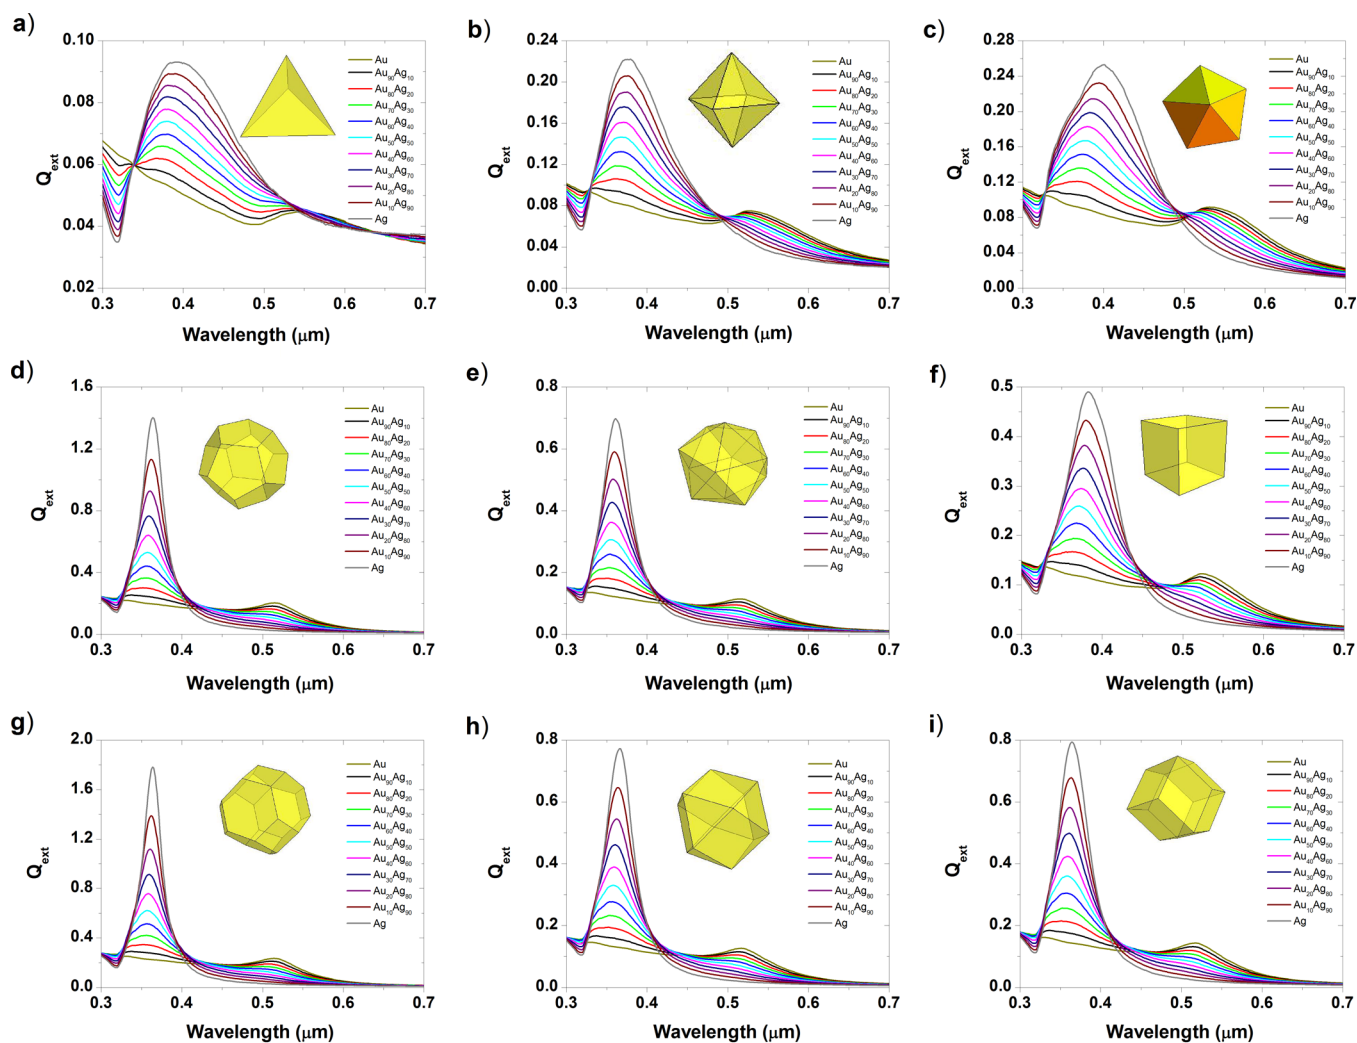 a)
0.10
0.08
0.06
0.04
0.02
Q_ext
0.3 0.4 0.5 0.6 0.7
Wavelength (μm)
Au
Au90Ag10
Au80Ag20
Au70Ag30
Au60Ag40
Au50Ag50
Au40Ag60
Au30Ag70
Au20Ag80
Au10Ag90
Ag
b)
0.24
0.20
0.16
0.12
0.08
0.04
0.00
Q_ext
0.3 0.4 0.5 0.6 0.7
Wavelength (μm)
Au
Au90Ag10
Au80Ag20
Au70Ag30
Au60Ag40
Au50Ag50
Au40Ag60
Au30Ag70
Au20Ag80
Au10Ag90
Ag
c)
0.28
0.24
0.20
0.16
0.12
0.08
0.04
0.00
Q_ext
0.3 0.4 0.5 0.6 0.7
Wavelength (μm)
Au
Au90Ag10
Au80Ag20
Au70Ag30
Au60Ag40
Au50Ag50
Au40Ag60
Au30Ag70
Au20Ag80
Au10Ag90
Ag
d)
1.6
1.2
0.8
0.4
0.0
Q_ext
0.3 0.4 0.5 0.6 0.7
Wavelength (μm)
Au
Au90Ag10
Au80Ag20
Au70Ag30
Au60Ag40
Au50Ag50
Au40Ag60
Au30Ag70
Au20Ag80
Au10Ag90
Ag
e)
0.8
0.6
0.4
0.2
0.0
Q_ext
0.3 0.4 0.5 0.6 0.7
Wavelength (μm)
Au
Au90Ag10
Au80Ag20
Au70Ag30
Au60Ag40
Au50Ag50
Au40Ag60
Au30Ag70
Au20Ag80
Au10Ag90
Ag
f)
0.5
0.4
0.3
0.2
0.1
0.0
Q_ext
0.3 0.4 0.5 0.6 0.7
Wavelength (μm)
Au
Au90Ag10
Au80Ag20
Au70Ag30
Au60Ag40
Au50Ag50
Au40Ag60
Au30Ag70
Au20Ag80
Au10Ag90
Ag
g)
2.0
1.6
1.2
0.8
0.4
0.0
Q_ext
0.3 0.4 0.5 0.6 0.7
Wavelength (μm)
Au
Au90Ag10
Au80Ag20
Au70Ag30
Au60Ag40
Au50Ag50
Au40Ag60
Au30Ag70
Au20Ag80
Au10Ag90
Ag
h)
0.8
0.6
0.4
0.2
0.0
Q_ext
0.3 0.4 0.5 0.6 0.7
Wavelength (μm)
Au
Au90Ag10
Au80Ag20
Au70Ag30
Au60Ag40
Au50Ag50
Au40Ag60
Au30Ag70
Au20Ag80
Au10Ag90
Ag
i)
0.8
0.6
0.4
0.2
0.0
Q_ext
0.3 0.4 0.5 0.6 0.7
Wavelength (μm)
Au
Au90Ag10
Au80Ag20
Au70Ag30
Au60Ag40
Au50Ag50
Au40Ag60
Au30Ag70
Au20Ag80
Au10Ag90
Ag